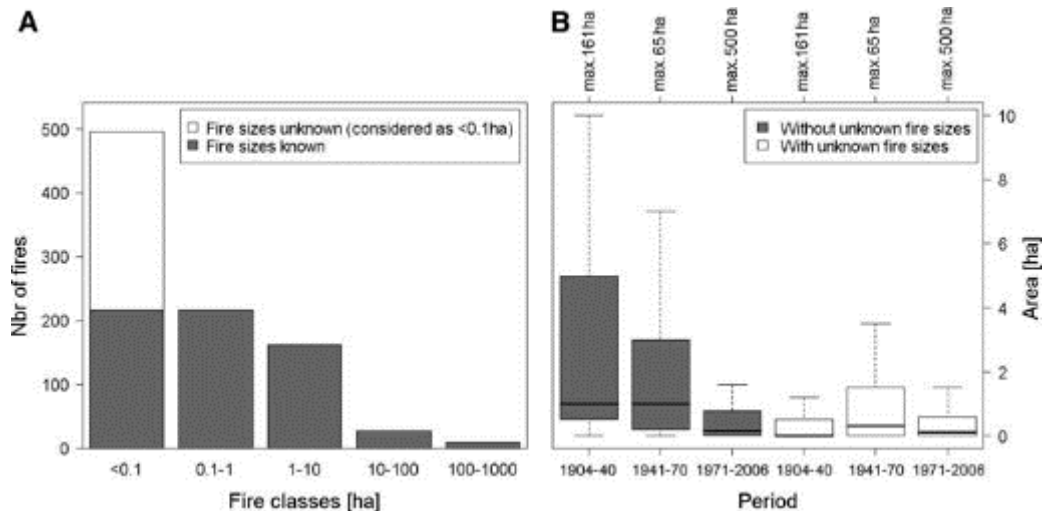 A
500
400
300
200
100
0
Nbr of fires
Fire sizes unknown (considered as <0.1ha)
Fire sizes known
<0.1
0.1-1
1-10
10-100
100-1000
Fire classes [ha]
B
max.161ha
max.65ha
max.500ha
max.161ha
max.65ha
max.500ha
Without unknown fire sizes
With unknown fire sizes
10
8
6
4
2
0
Area [ha]
1904-40
1941-70
1971-2006
1904-40
1941-70
1971-2006
Period